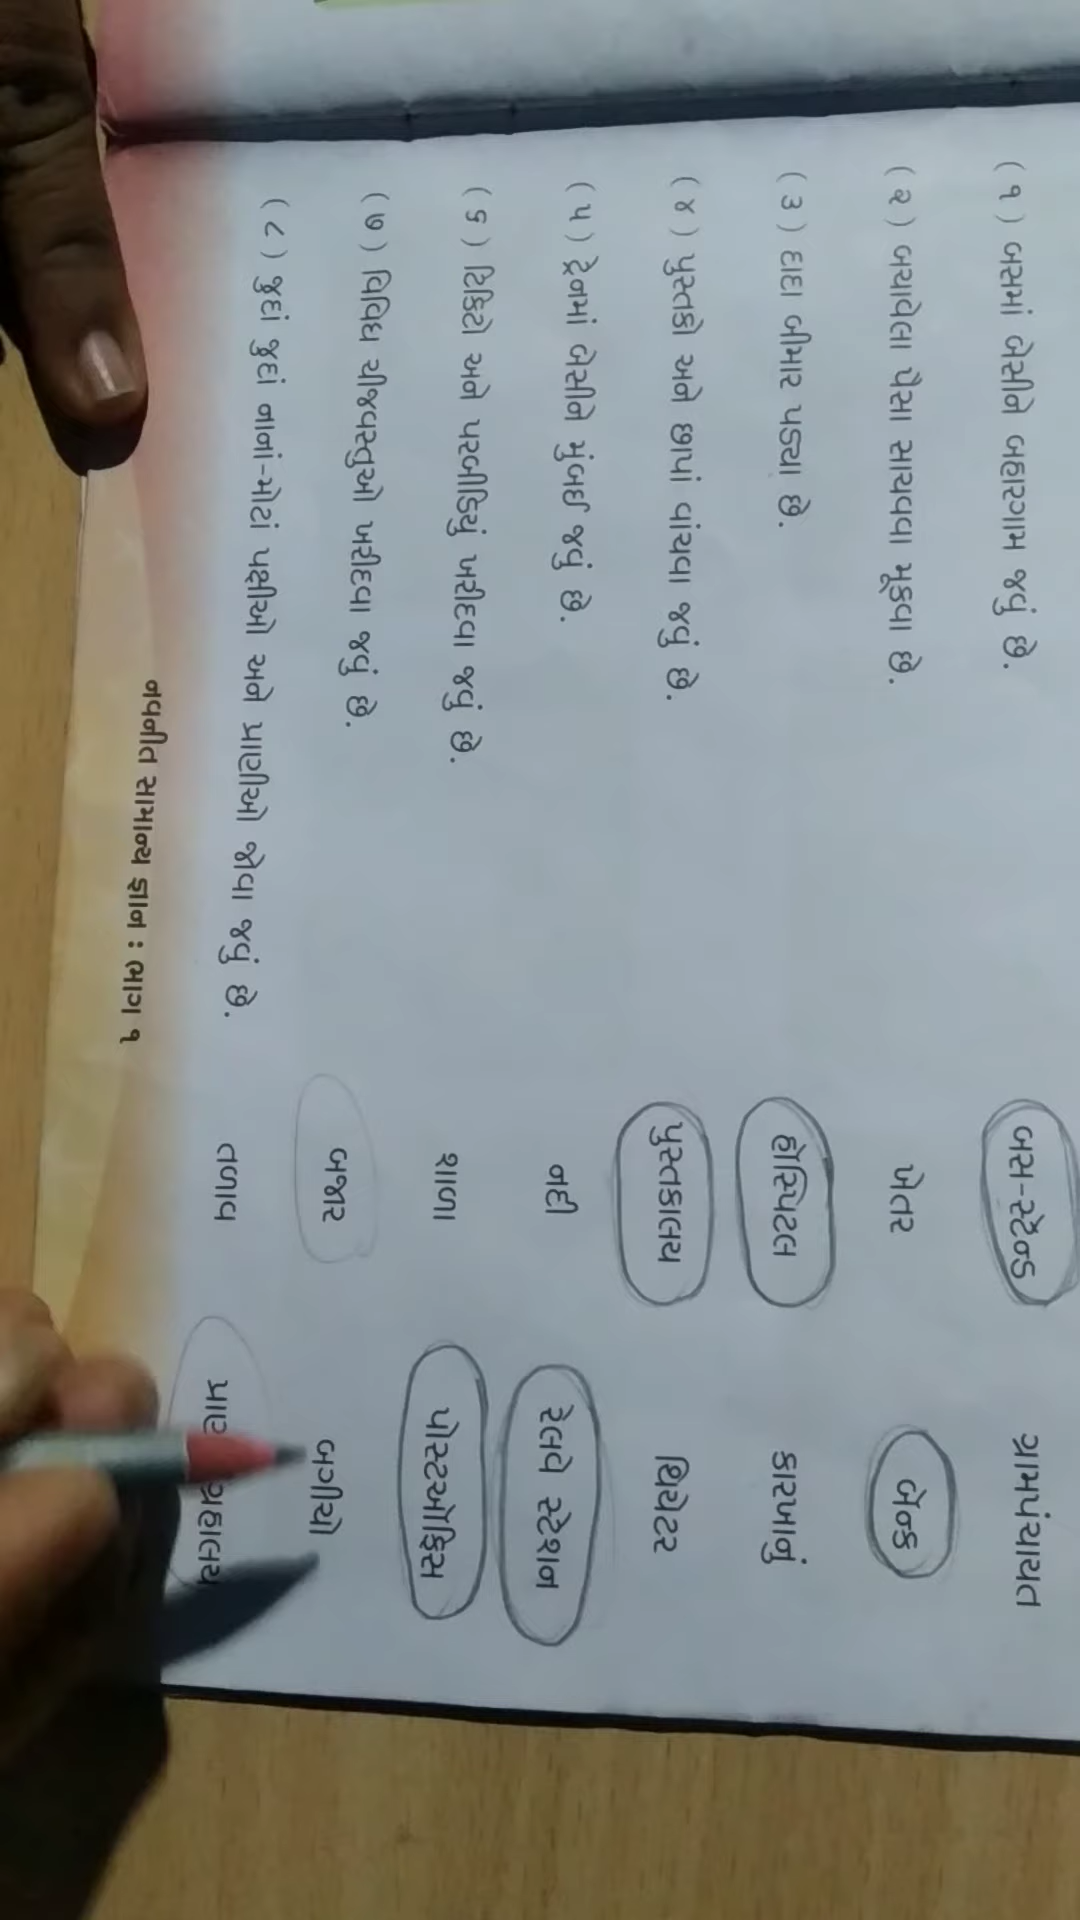 (૧) બસમાં બેસીને બહારગામ જવું છે. બસ-સ્ટૅન્ડ ગ્રામપંચાયત
(૨) બચાવેલા પૈસા સાચવવા મૂકવા છે. ખેતર બેન્ક
(૩) દાદા બીમાર પડ્યા છે. હૉસ્પિટલ કારખાનું
(૪) પુસ્તકો અને છાપાં વાંચવા જવું છે. પુસ્તકાલય થિયેટર
(૫) ટ્રેનમાં બેસીને મુંબઈ જવું છે. નદી રેલવે સ્ટેશન
(૬) ટિકિટો અને પરબીડિયું ખરીદવા જવું છે. શાળા પોસ્ટઑફિસ
(૭) વિવિધ ચીજવસ્તુઓ ખરીદવા જવું છે. બજાર બગીચો
(૮) જુદાં જુદાં નાનાં-મોટાં પક્ષીઓ અને પ્રાણીઓ જોવા જવું છે. તળાવ
નવનીત સામાન્ય જ્ઞાન : ભાગ ૧